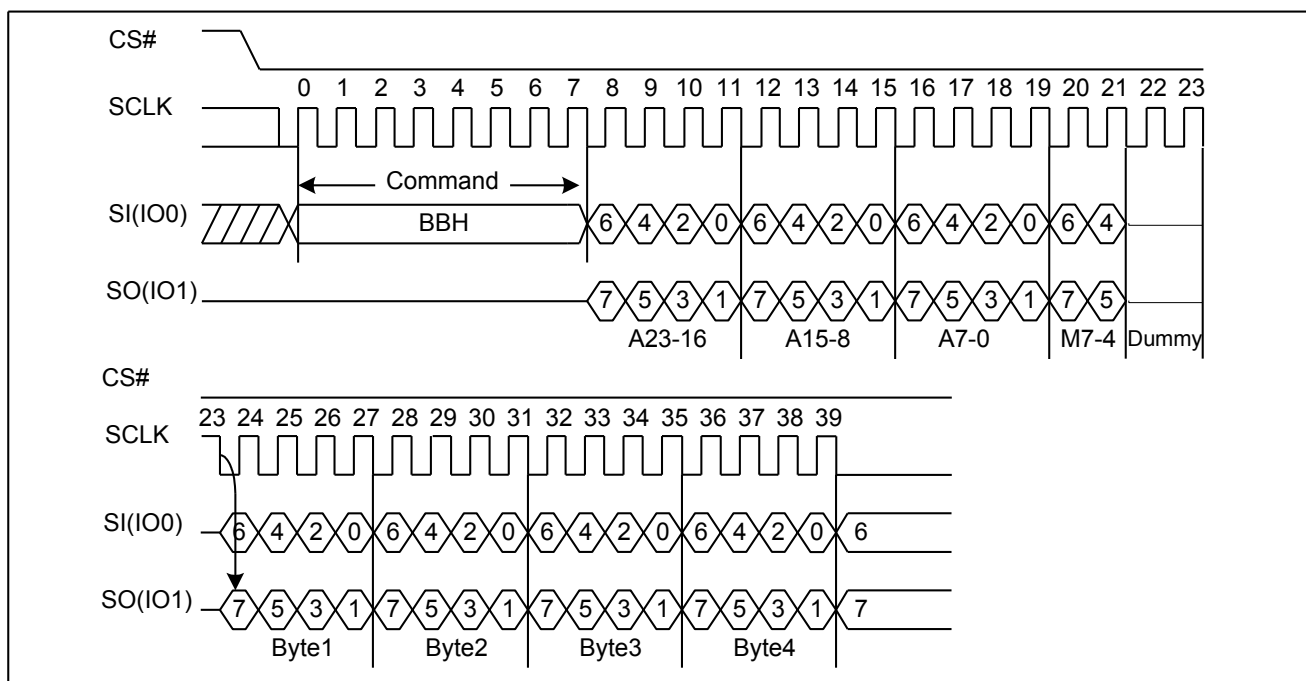 CS#
0 1 2 3 4 5 6 7 8 9 10 11 12 13 14 15 16 17 18 19 20 21 22 23
SCLK
Command
SI(IO0)
BBH 6 4 2 0 6 4 2 0 6 4 2 0 6 4
SO(IO1)
7 5 3 1 7 5 3 1 7 5 3 1 7 5
A23-16 A15-8 A7-0 M7-4 Dummy
CS#
23 24 25 26 27 28 29 30 31 32 33 34 35 36 37 38 39
SCLK
SI(IO0)
6 4 2 0 6 4 2 0 6 4 2 0 6 4 2 0 6
SO(IO1)
7 5 3 1 7 5 3 1 7 5 3 1 7 5 3 1 7
Byte1 Byte2 Byte3 Byte4